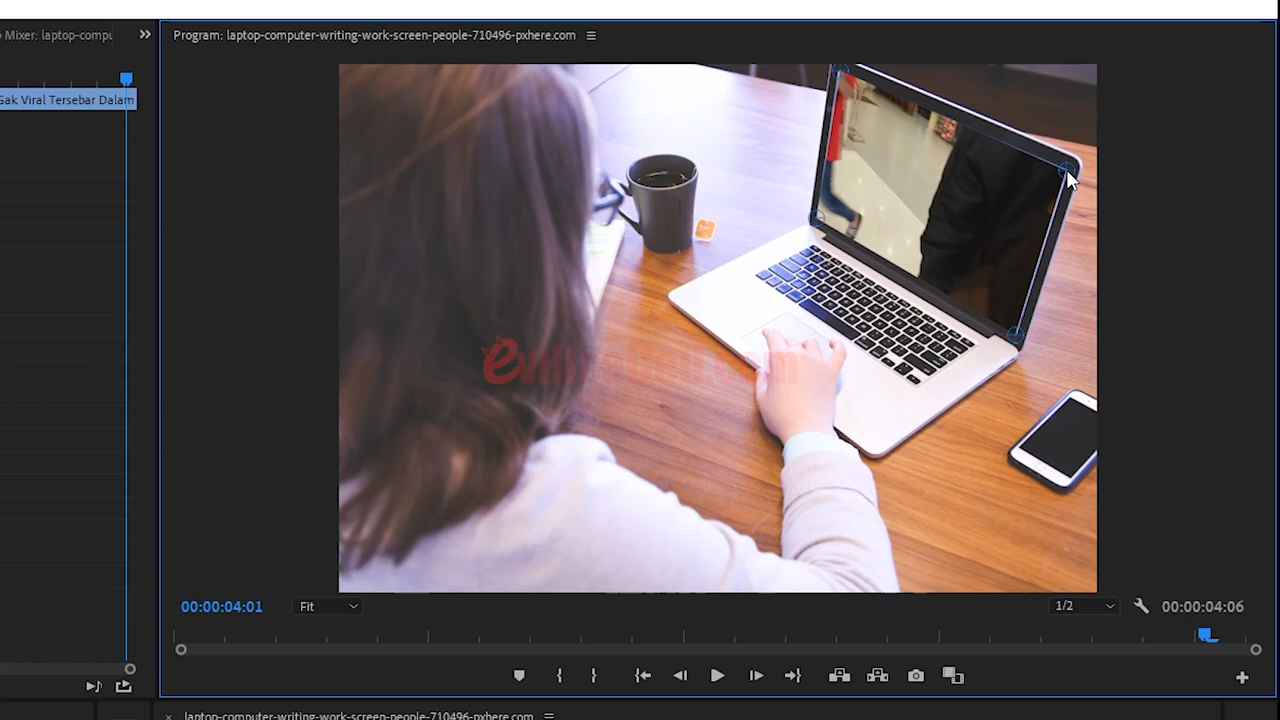 Mixer: laptop-compu
Program: laptop-computer-writing-work-screen-people-710496-pxhere.com
Gak Viral Tersebar Dalam
00:00:04:01
Fit
1/2
00:00:04:06
laptop-computer-writing-work-screen-people-710496-pxhere.com